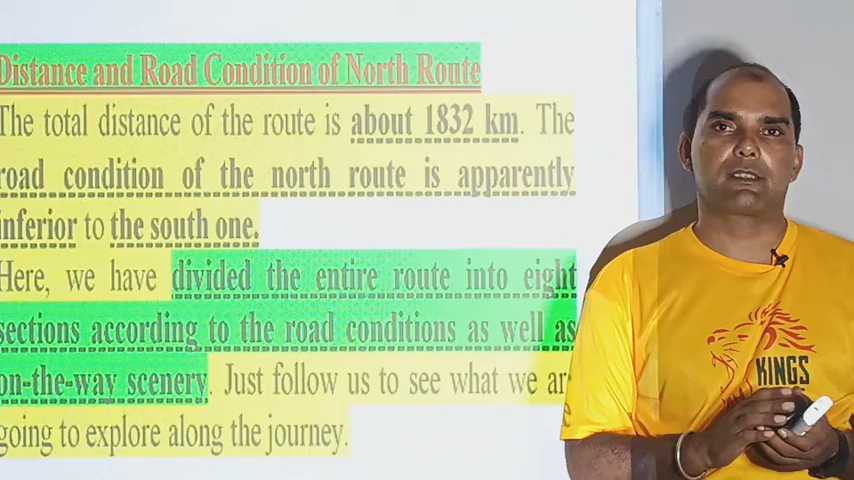 Distance and Road Condition of North Route
The total distance of the route is about 1832 km. The
road condition of the north route is apparently
inferior to the south one.
Here, we have divided the entire route into eight
sections according to the road conditions as well as
on-the-way scenery. Just follow us to see what we are
going to explore along the journey.
KINGS